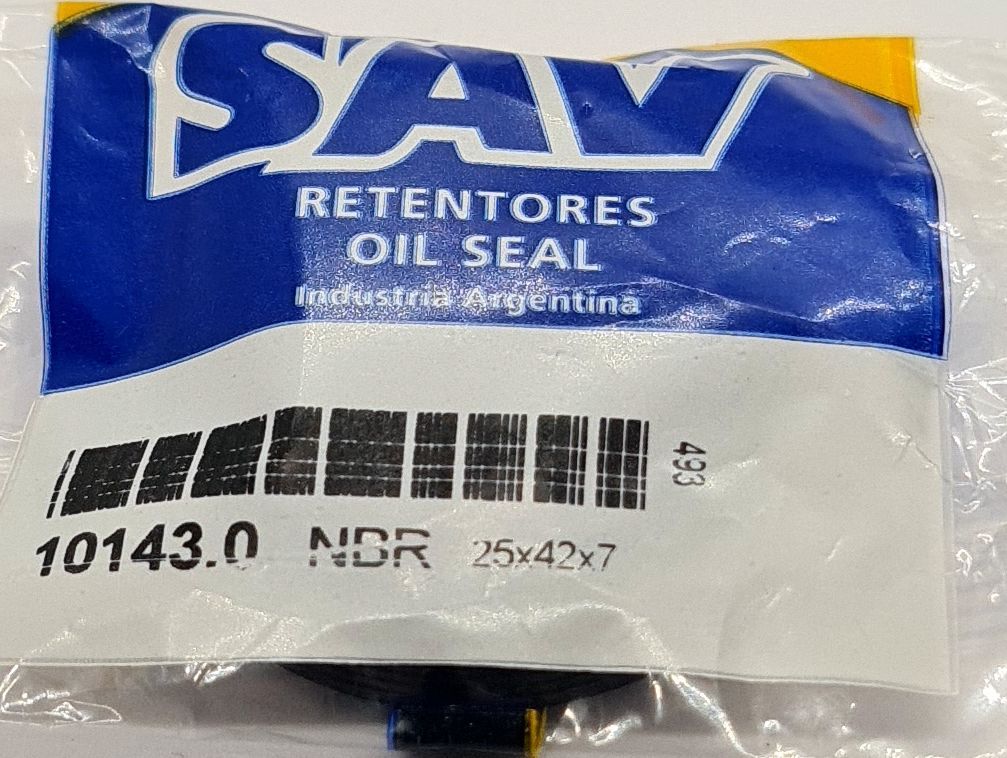 SAV
RETENTORES
OIL SEAL
Industria Argentina
493
10143.0 NBR 25x42x7